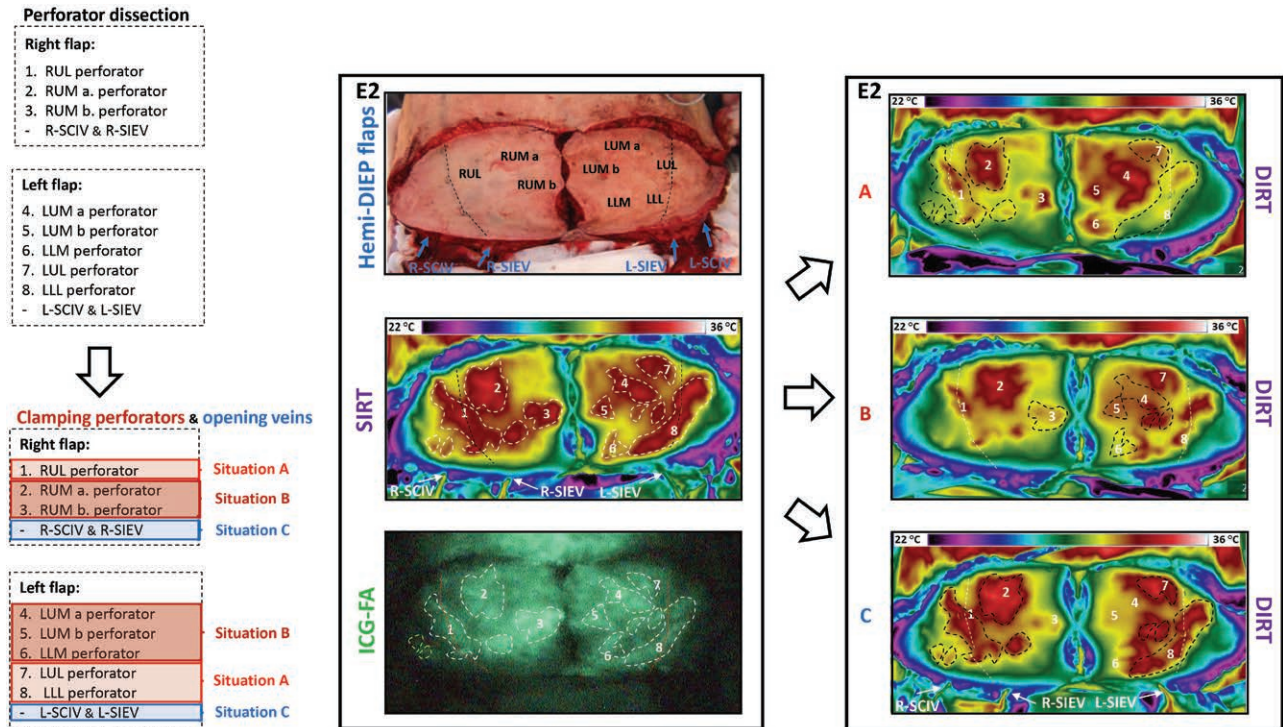 Perforator dissection
Right flap:
1. RUL perforator
2. RUM a. perforator
3. RUM b. perforator
- R-SCIV & R-SIEV
Left flap:
4. LUM a perforator
5. LUM b perforator
6. LLM perforator
7. LUL perforator
8. LLL perforator
- L-SCIV & L-SIEV
Clamping perforators & opening veins
Right flap:
1. RUL perforator
Situation A
2. RUM a. perforator
3. RUM b. perforator
Situation B
- R-SCIV & R-SIEV
Situation C
Left flap:
4. LUM a perforator
5. LUM b perforator
6. LLM perforator
Situation B
7. LUL perforator
8. LLL perforator
Situation A
- L-SCIV & L-SIEV
Situation C
E2
Hemi-DIEP flaps
RUL
RUM a
RUM b
LUM a
LUM b
LUL
LLM
LLL
R-SCIV
R-SIEV
L-SIEV
L-SCIV
SIRT
22 °C
36 °C
1
2
3
4
5
6
7
8
R-SCIV
R-SIEV
L-SIEV
ICG-FA
1
2
3
4
5
6
7
8
E2
A
DIRT
22 °C
36 °C
1
2
3
4
5
6
7
8
2
B
DIRT
22 °C
36 °C
1
2
3
4
5
6
7
8
2
C
DIRT
22 °C
36 °C
1
2
3
4
5
6
7
8
R-SCIV
R-SIEV
L-SIEV